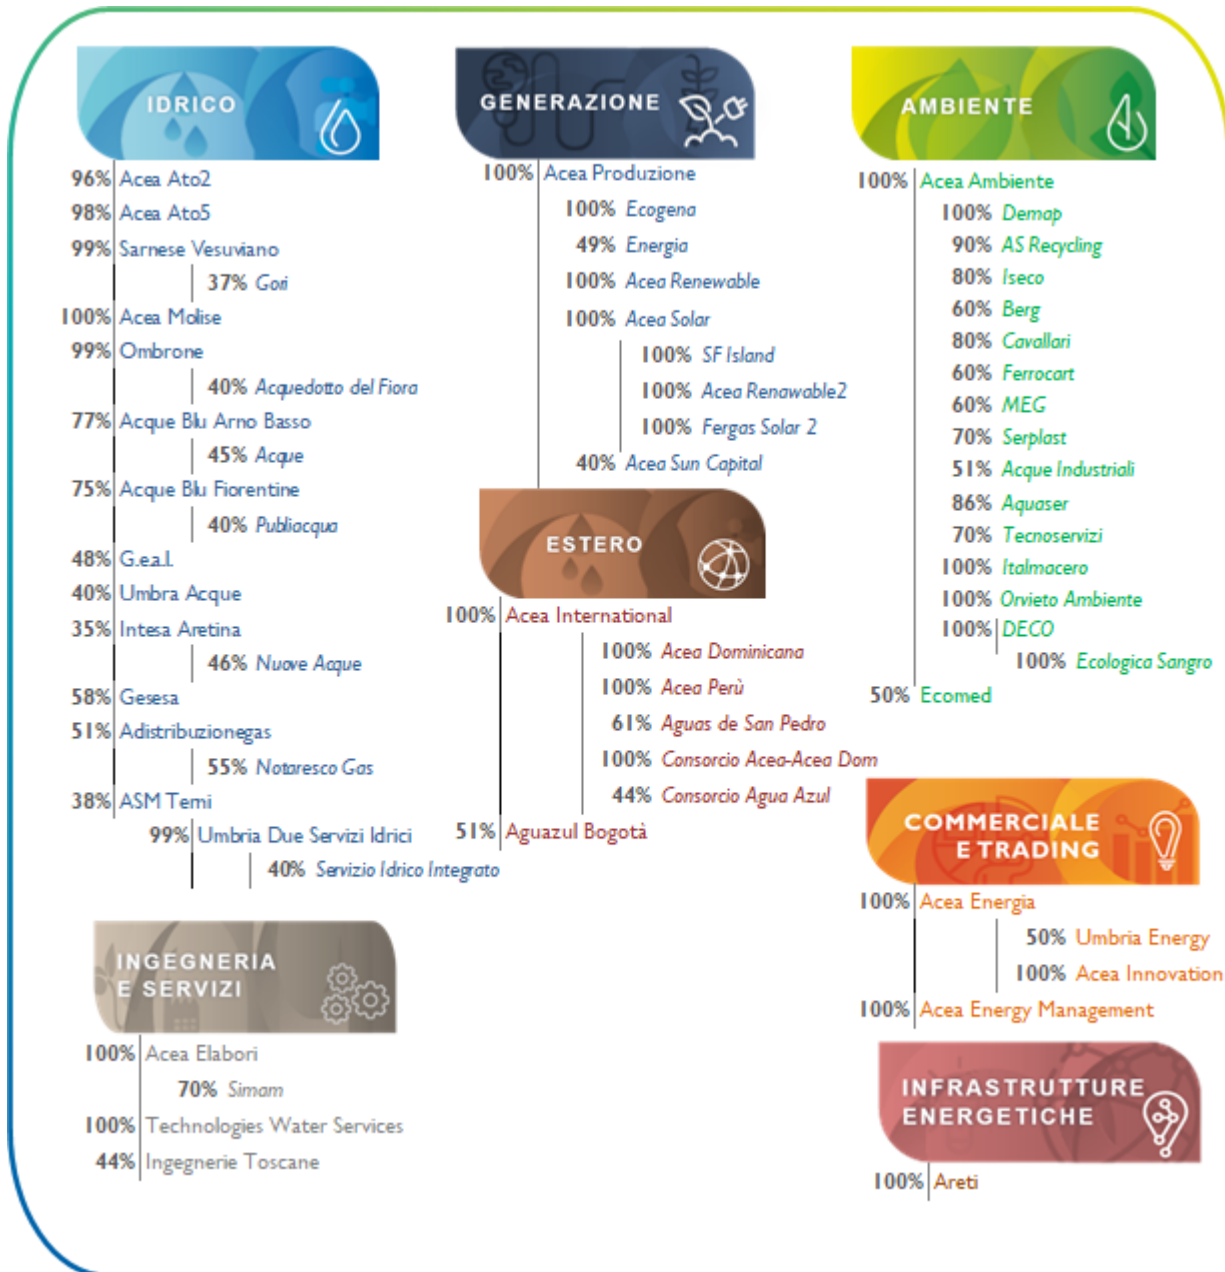 IDRICO
96% Acea Ato2
98% Acea Ato5
99% Sarnese Vesuviano
37% Gori
100% Acea Molise
99% Ombrone
40% Acquedotto del Fiora
77% Acque Blu Arno Basso
45% Acque
75% Acque Blu Fiorentine
40% Publiacqua
48% G.e.a.l.
40% Umbra Acque
35% Intesa Aretina
46% Nuove Acque
58% Gesesa
51% Adistribuzionegas
55% Notaresco Gas
38% ASM Terni
99% Umbria Due Servizi Idrici
40% Servizio Idrico Integrato
INGEGNERIA
E SERVIZI
100% Acea Elabori
70% Simam
100% Technologies Water Services
44% Ingegnerie Toscane
GENERAZIONE
100% Acea Produzione
100% Ecogena
49% Energia
100% Acea Renewable
100% Acea Solar
100% SF Island
100% Acea Renawable2
100% Fergas Solar 2
40% Acea Sun Capital
ESTERO
100% Acea International
100% Acea Dominicana
100% Acea Perù
61% Aguas de San Pedro
100% Consorcio Acea-Acea Dom
44% Consorcio Agua Azul
51% Aguazul Bogotà
AMBIENTE
100% Acea Ambiente
100% Demap
90% AS Recycling
80% Iseco
60% Berg
80% Cavallari
60% Ferrocart
60% MEG
70% Serplast
51% Acque Industriali
86% Aquaser
70% Tecnoservizi
100% Italmacero
100% Orvieto Ambiente
100% DECO
100% Ecologica Sangro
50% Ecomed
COMMERCIALE
E TRADING
100% Acea Energia
50% Umbria Energy
100% Acea Innovation
100% Acea Energy Management
INFRASTRUTTURE
ENERGETICHE
100% Areti